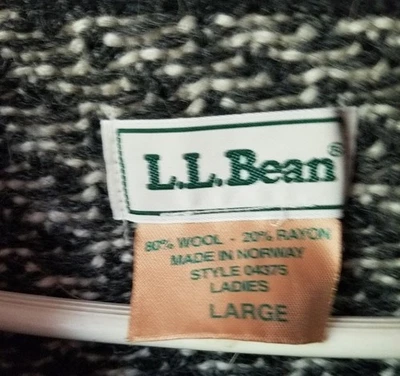 L.L.Bean®
80% WOOL - 20% RAYON
MADE IN NORWAY
STYLE 04375
LADIES
LARGE